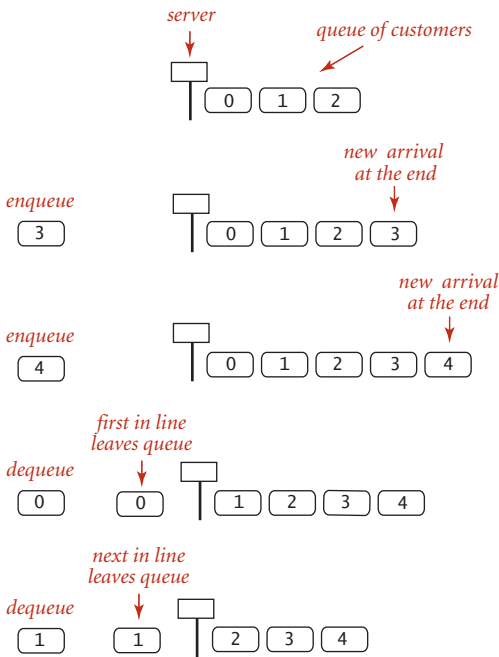 server
queue of customers
0 1 2
new arrival
at the end
enqueue
3
0 1 2 3
new arrival
at the end
enqueue
4
0 1 2 3 4
first in line
leaves queue
dequeue
0
0
1 2 3 4
next in line
leaves queue
dequeue
1
1
2 3 4